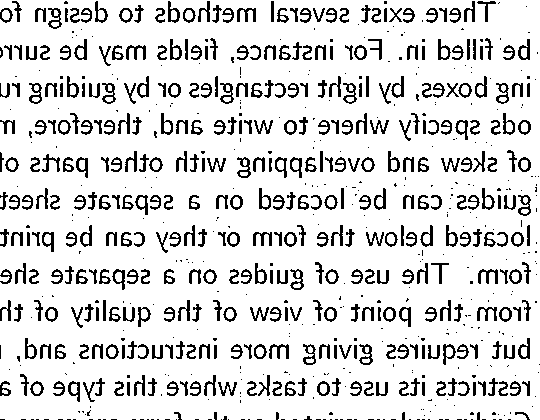 There exist several methods to design fo
be filled in. For instance, fields may be surro
ing boxes, by light rectangles or by guiding ru
ods specify where to write and, therefore, m
of skew and overlapping with other parts of
guides can be located on a separate sheet
located below the form or they can be print
form. The use of guides on a separate she
from the point of view of the quality of th
but requires giving more instructions and,
restricts its use to tasks where this type of a